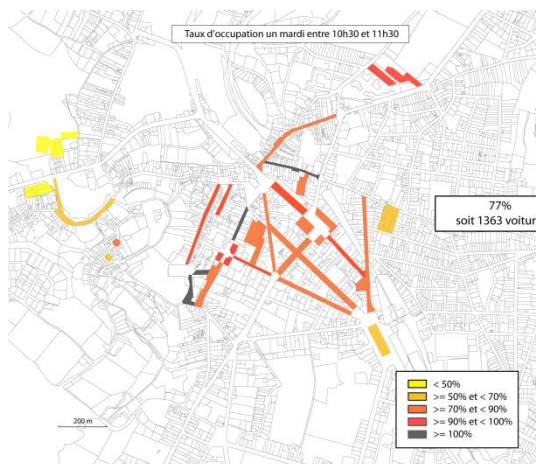 Taux d'occupation un mardi entre 10h30 et 11h30
77%
soit 1363 voitur
< 50%
>= 50% et < 70%
>= 70% et < 90%
>= 90% et < 100%
>= 100%
200 m